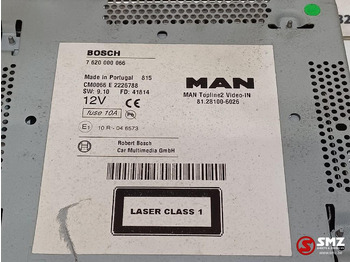 BOSCH
7 620 000 066
Made in Portugal 815
CM0066 E 2226788
SW: 9.10 FD: 41814
12V CE
fuse 10A
E1 10 R - 04 6573
Robert Bosch
Car Multimedia GmbH
MAN
MAN Topline2 Video-IN
81.28100-6026
LASER CLASS 1
SMZ